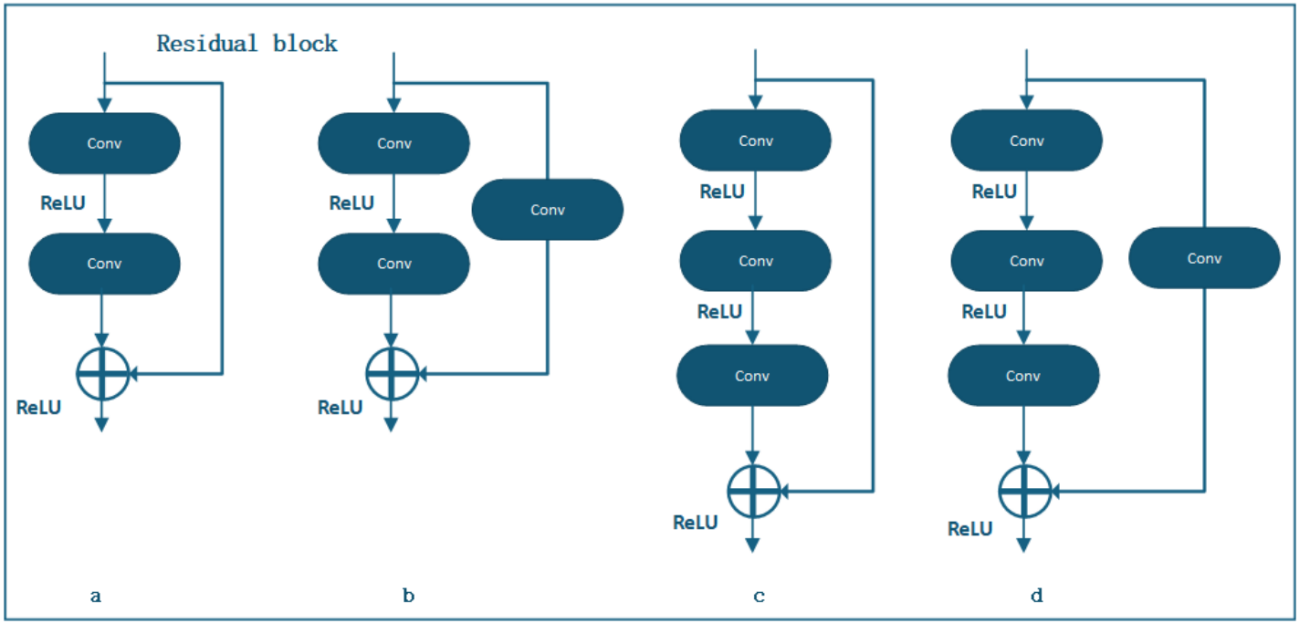 Residual block
Conv
ReLU
Conv
ReLU
a
Conv
ReLU
Conv
Conv
ReLU
b
Conv
ReLU
Conv
ReLU
Conv
ReLU
c
Conv
ReLU
Conv
Conv
ReLU
Conv
ReLU
d